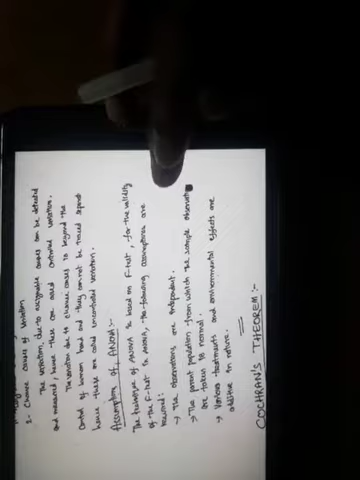 2. Chance causes of variation
The variation due to assignable causes can be detected
and measured, hence these are called controlled variation.
The variation due to chance causes is beyond the
control of human hand and they can not be traced
hence these are called uncontrolled variation.
Assumption of ANOVA:-
The technique of ANOVA is based on F-test, for the validity
of the F-test in ANOVA, the following assumptions are
required:
→ The observations are independent.
→ The parent population from which the sample observation
are taken is normal.
→ Various treatments and environmental effects are
additive in nature.
COCHRAN'S THEOREM:-